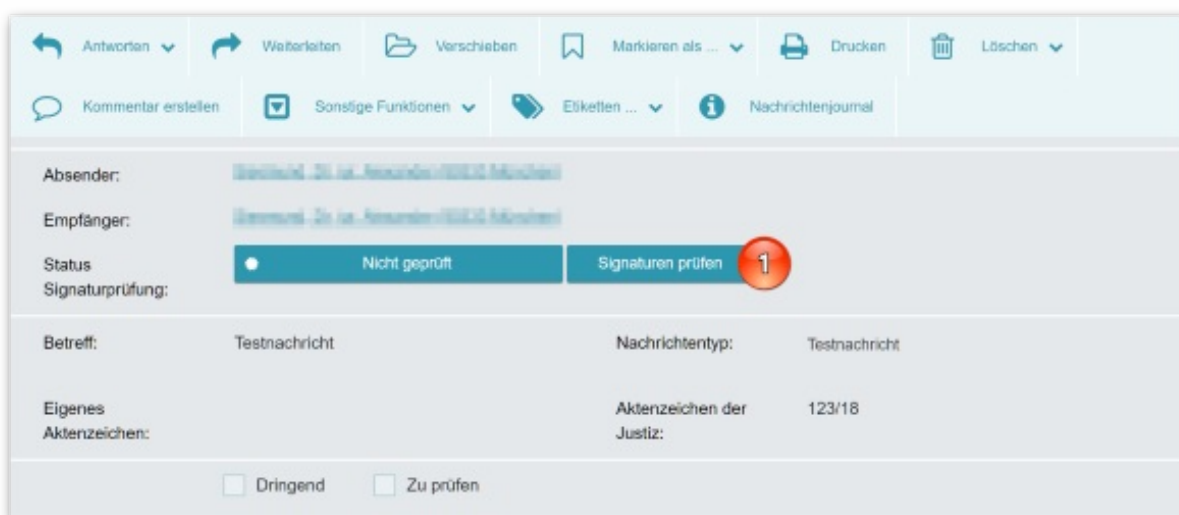 Antworten Weiterleiten Verschieben Markieren als ... Drucken Löschen
Kommentar erstellen Sonstige Funktionen Etiketten ... Nachrichtenjournal
Absender:
Empfänger:
Status Signaturprüfung: Nicht geprüft Signaturen prüfen 1
Betreff: Testnachricht Nachrichtentyp: Testnachricht
Eigenes Aktenzeichen: Aktenzeichen der Justiz: 123/18
Dringend Zu prüfen